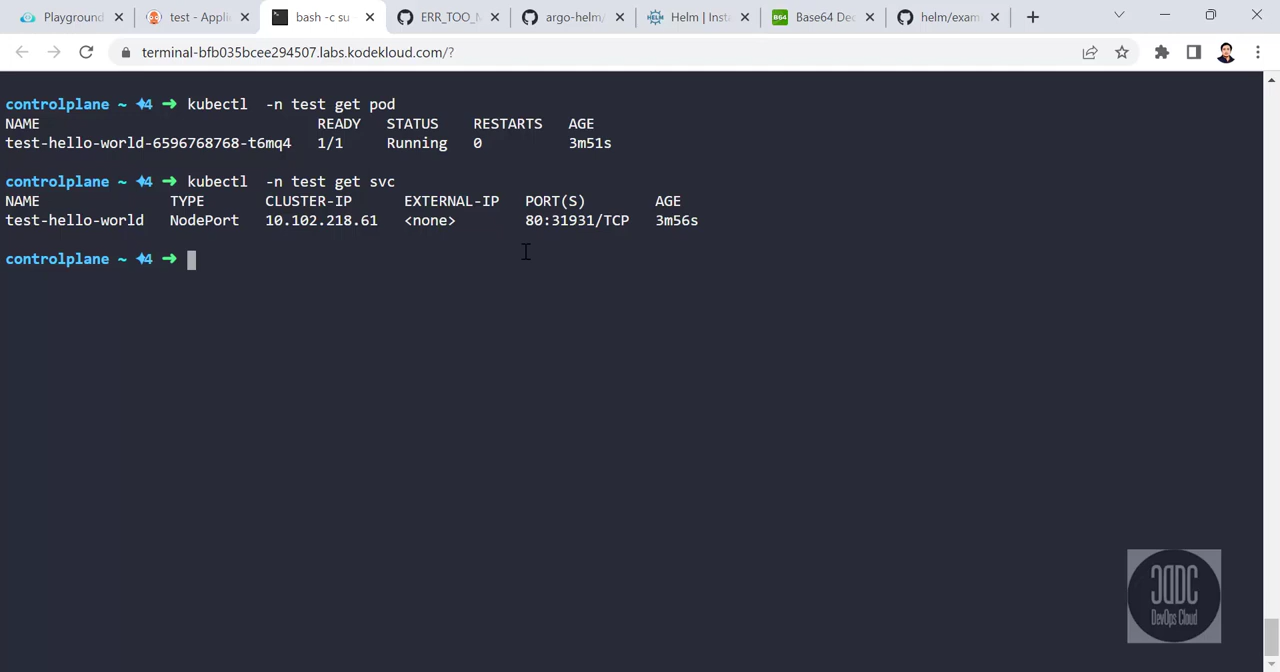 Playground
test - Appli
bash -c su
ERR_TOO_M
argo-helm/
Helm | Inst
B64
Base64 Dec
helm/exam
terminal-bfb035bcee294507.labs.kodekloud.com/?
controlplane ~ ✦4 ➜ kubectl  -n test get pod
NAME READY STATUS RESTARTS AGE
test-hello-world-6596768768-t6mq4 1/1 Running 0 3m51s
controlplane ~ ✦4 ➜ kubectl  -n test get svc
NAME TYPE CLUSTER-IP EXTERNAL-IP PORT(S) AGE
test-hello-world NodePort 10.102.218.61 <none> 80:31931/TCP 3m56s
controlplane ~ ✦4 ➜
DevOps Cloud